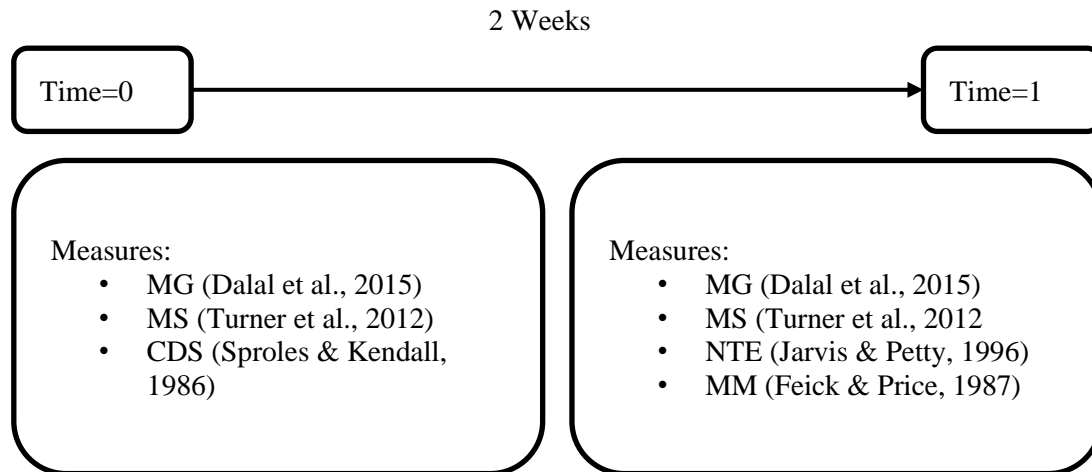 2 Weeks
Time=0
Time=1
Measures:
• MG (Dalal et al., 2015)
• MS (Turner et al., 2012)
• CDS (Sproles & Kendall,
1986)
Measures:
• MG (Dalal et al., 2015)
• MS (Turner et al., 2012
• NTE (Jarvis & Petty, 1996)
• MM (Feick & Price, 1987)